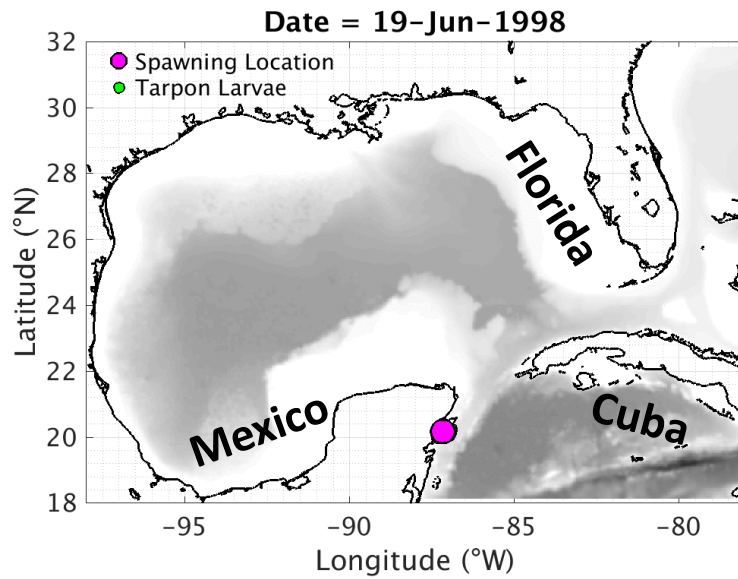 Date = 19-Jun-1998
Spawning Location
Tarpon Larvae
Florida
Mexico
Cuba
Latitude (°N)
32
30
28
26
24
22
20
18
-95
-90
-85
-80
Longitude (°W)